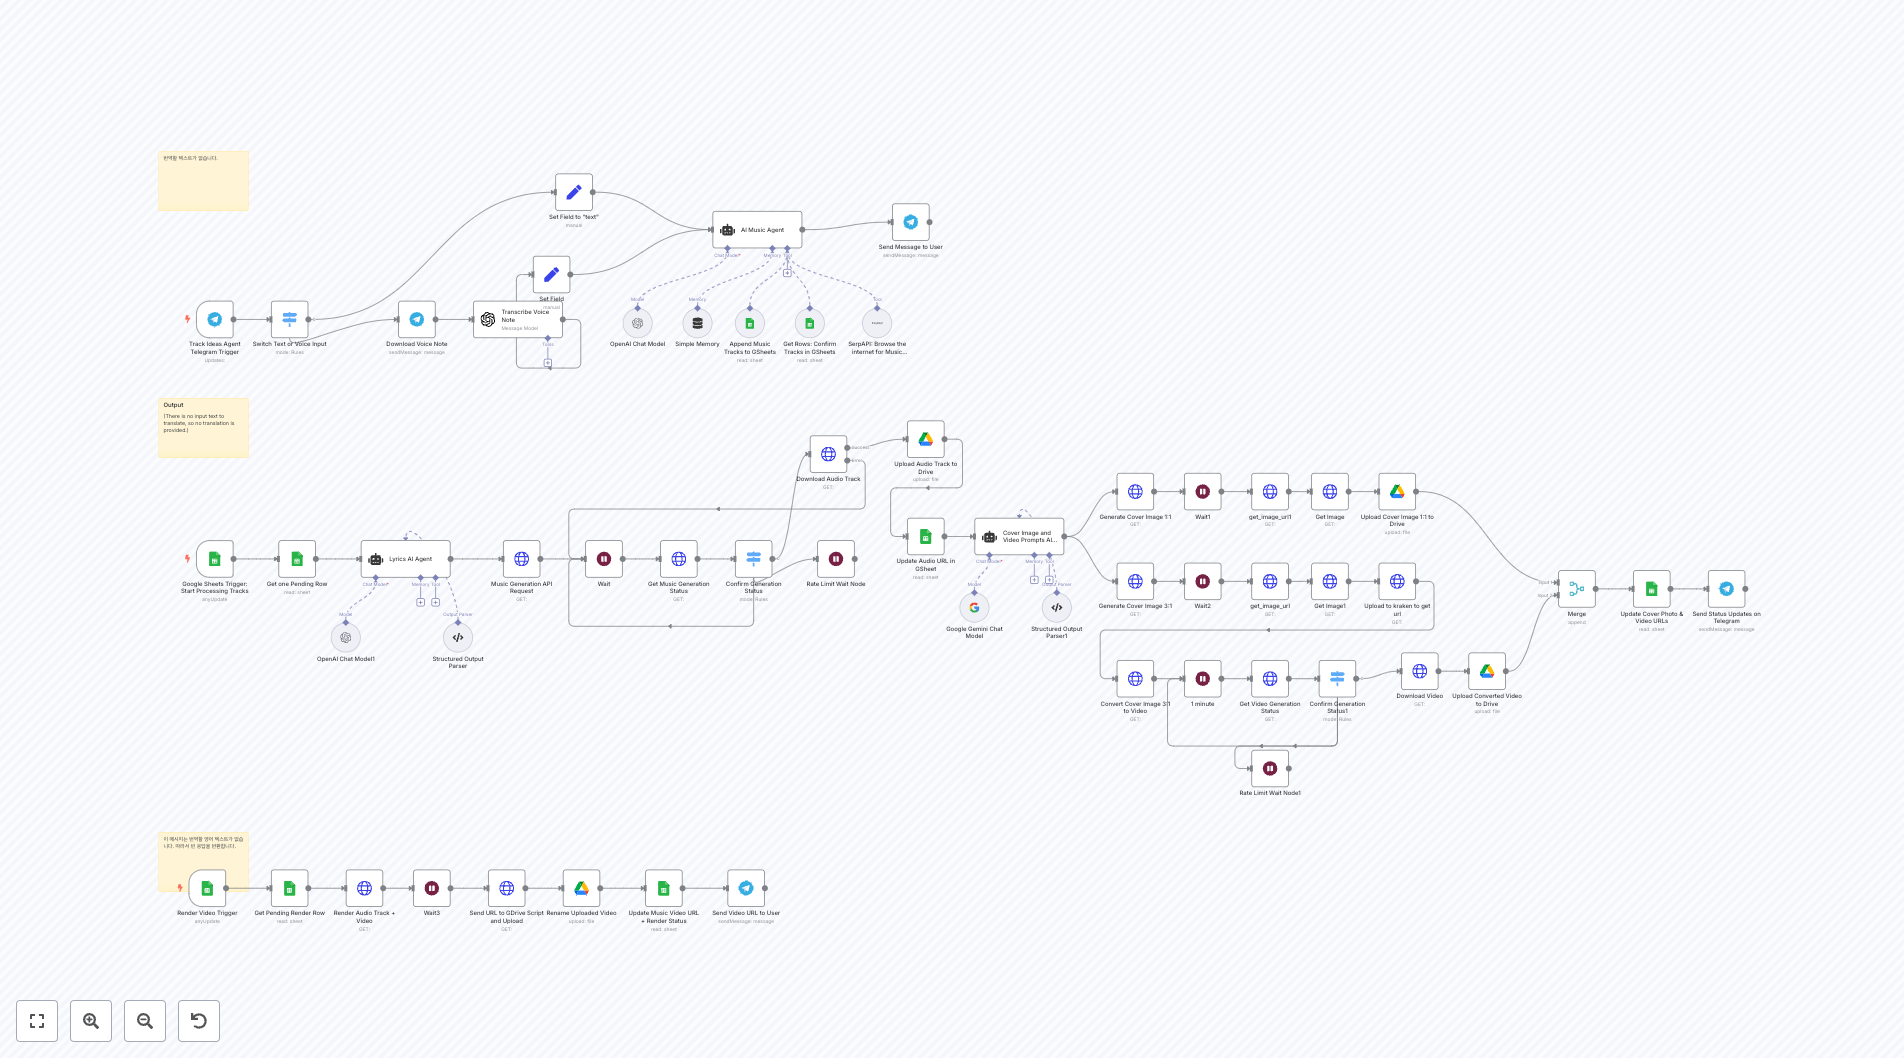 번역할 텍스트가 없습니다.
Set Field to "text"
manual
AI Music Agent
Chat Model*
Memory
Tool
Send Message to User
sendMessage: message
Set Field
manual
Track Ideas Agent
Telegram Trigger
updates
Switch Text or Voice Input
mode: Rules
Download Voice Note
sendMessage: message
Transcribe Voice
Note
Message Model
Tools
Model
OpenAI Chat Model
Memory
Simple Memory
Append Music
Tracks to GSheets
read: sheet
Get Rows: Confirm
Tracks in GSheets
read: sheet
Tool
SerpAPI: Browse the
internet for Music...
Output
(There is no input text to
translate, so no translation is
provided.)
Download Audio Track
GET:
Success
Error
Upload Audio Track to
Drive
upload: file
Google Sheets Trigger:
Start Processing Tracks
anyUpdate
Get one Pending Row
read: sheet
Lyrics AI Agent
Chat Model*
Memory
Tool
Output Parser
Model
OpenAI Chat Model1
Structured Output
Parser
Music Generation API
Request
GET:
Wait
Get Music Generation
Status
GET:
Confirm Generation
Status
mode: Rules
Rate Limit Wait Node
Update Audio URL in
GSheet
read: sheet
Cover Image and
Video Prompts AI...
Chat Model*
Memory
Tool
Output Parser
Model
Google Gemini Chat
Model
Structured Output
Parser1
Generate Cover Image 1:1
GET:
Wait1
get_image_url1
GET:
Get Image
GET:
Upload Cover Image 1:1 to
Drive
upload: file
Generate Cover Image 3:1
GET:
Wait2
get_image_url
GET:
Get Image1
GET:
Upload to kraken to get
url
GET:
Merge
append
Update Cover Photo &
Video URLs
read: sheet
Send Status Updates on
Telegram
sendMessage: message
Convert Cover Image 3:1
to Video
GET:
1 minute
Get Video Generation
Status
GET:
Confirm Generation
Status1
mode: Rules
Download Video
GET:
Upload Converted Video
to Drive
upload: file
Rate Limit Wait Node1
이 메시지는 번역할 영어 텍스트가 없습
니다. 따라서 빈 응답을 반환합니다.
Render Video Trigger
anyUpdate
Get Pending Render Row
read: sheet
Render Audio Track +
Video
GET:
Wait3
Send URL to GDrive Script
and Upload
GET:
Rename Uploaded Video
upload: file
Update Music Video URL
+ Render Status
read: sheet
Send Video URL to User
sendMessage: message